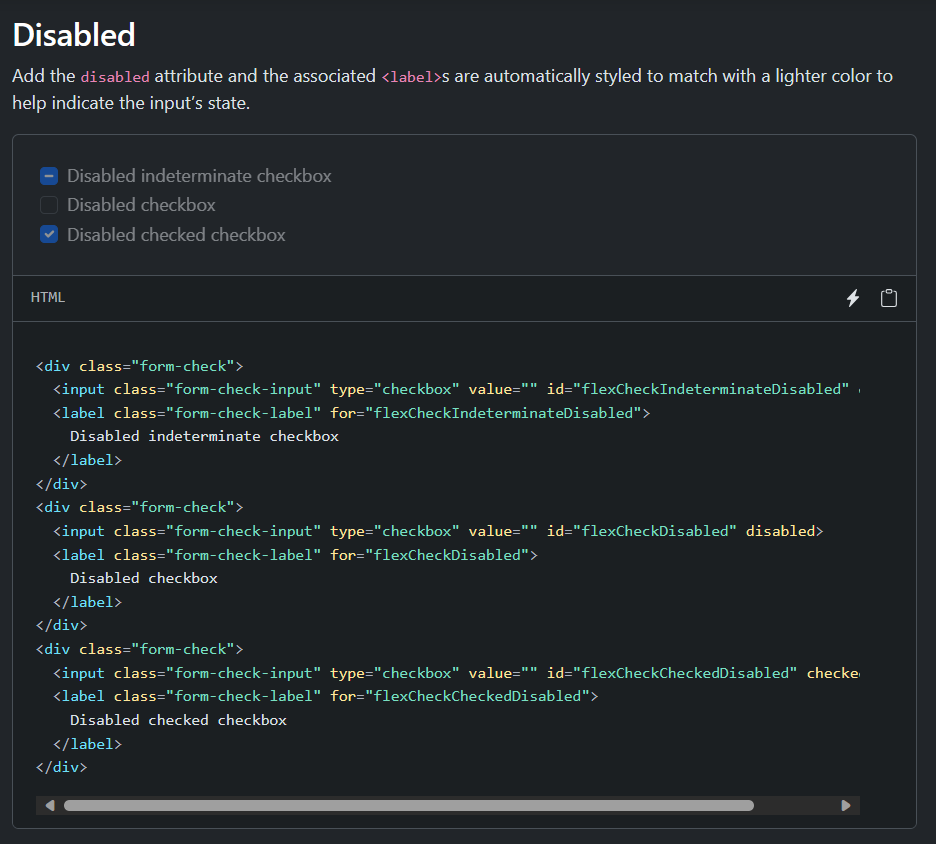 Disabled
Add the disabled attribute and the associated <label>s are automatically styled to match with a lighter color to
help indicate the input’s state.
Disabled indeterminate checkbox
Disabled checkbox
Disabled checked checkbox
HTML
<div class="form-check">
  <input class="form-check-input" type="checkbox" value="" id="flexCheckIndeterminateDisabled"
  <label class="form-check-label" for="flexCheckIndeterminateDisabled">
    Disabled indeterminate checkbox
  </label>
</div>
<div class="form-check">
  <input class="form-check-input" type="checkbox" value="" id="flexCheckDisabled" disabled>
  <label class="form-check-label" for="flexCheckDisabled">
    Disabled checkbox
  </label>
</div>
<div class="form-check">
  <input class="form-check-input" type="checkbox" value="" id="flexCheckCheckedDisabled" checke
  <label class="form-check-label" for="flexCheckCheckedDisabled">
    Disabled checked checkbox
  </label>
</div>